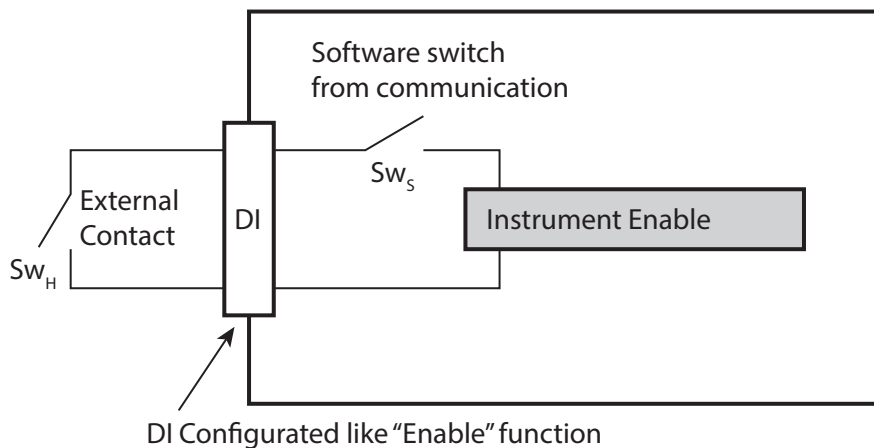 Software switch
from communication
Sw_S
External
Contact
DI
Instrument Enable
Sw_H
DI Configurated like “Enable” function